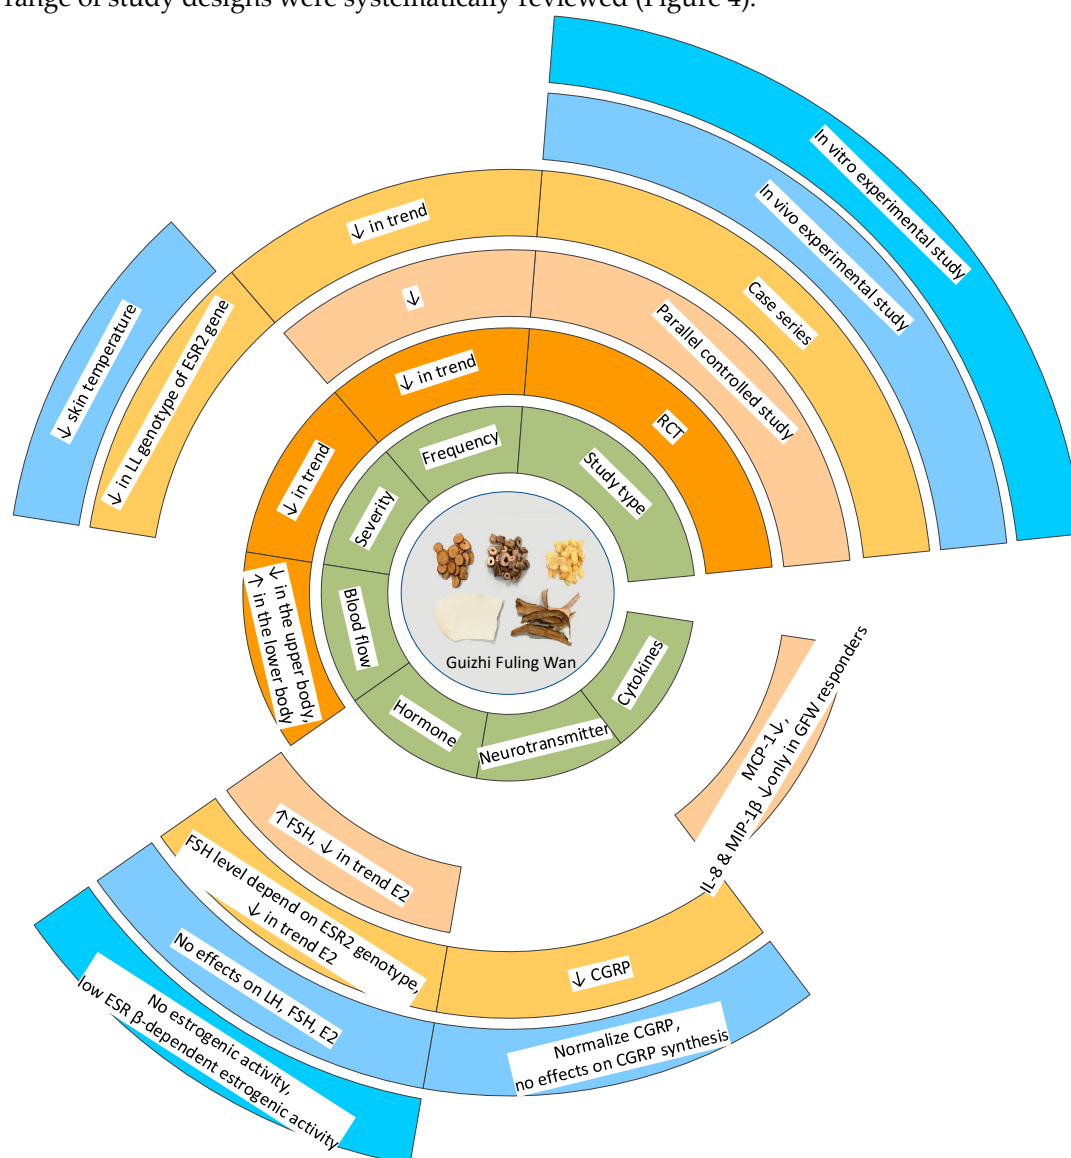 range of study designs were systematically reviewed (Figure 4).
In vitro experimental study
In vivo experimental study
Case series
Parallel controlled study
RCT
Study type
↓ in trend
↓
↓ in trend
Frequency
↓ skin temperature
↓ in LL genotype of ESR2 gene
↓ in trend
Severity
↓ in the upper body,
↑ in the lower body
Blood flow
Guizhi Fuling Wan
Hormone
Neurotransmitter
Cytokines
MCP-1↓,
IL-8 & MIP-1β ↓only in GFW responders
↑FSH, ↓ in trend E2
FSH level depend on ESR2 genotype,
↓ in trend E2
No effects on LH, FSH, E2
No estrogenic activity,
low ESR β-dependent estrogenic activity
↓ CGRP
Normalize CGRP,
no effects on CGRP synthesis